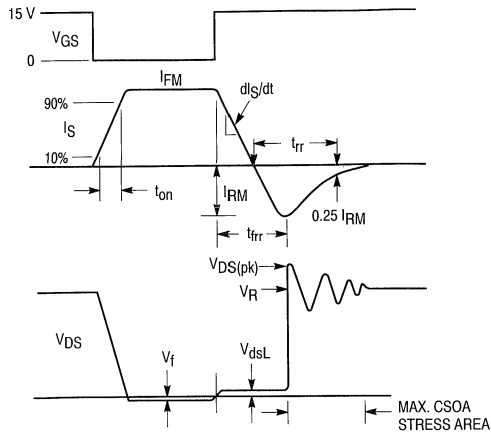 15 V
VGS
0
IFM
90%
dIS/dt
IS
trr
10%
ton
IRM
0.25 IRM
tfrr
VDS(pk)
VR
VDS
Vf
VdsL
MAX. CSOA
STRESS AREA